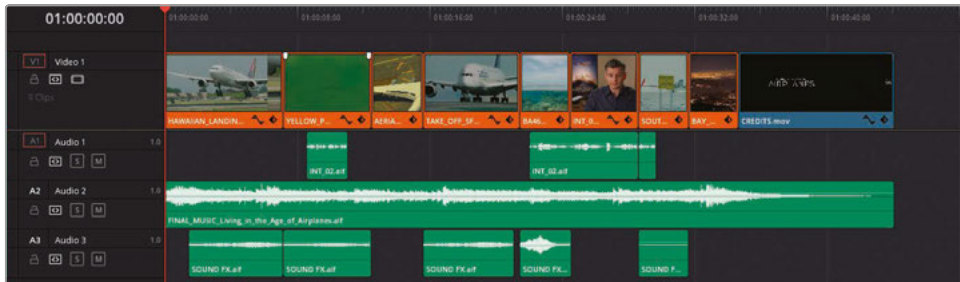 01:00:00:00
01:00:00:00 01:00:08:00 01:00:16:00 01:00:24:00 01:00:32:00 01:00:40:00
V1 Video 1
HAWAIIAN_LANDIN... YELLOW_P... AERIA... TAKE_OFF_SF... BA46... INT_0... SOUT... BAY_... CREDITS.mov
AIRPLANES
A1 Audio 1 1.0
S M
INT_02.aif INT_02.aif
A2 Audio 2 1.0
S M
FINAL_MUSIC_Living_in_the_Age_of_Airplanes.aif
A3 Audio 3 1.0
S M
SOUND FX.aif SOUND FX.aif SOUND FX.aif SOUND FX... SOUND F...